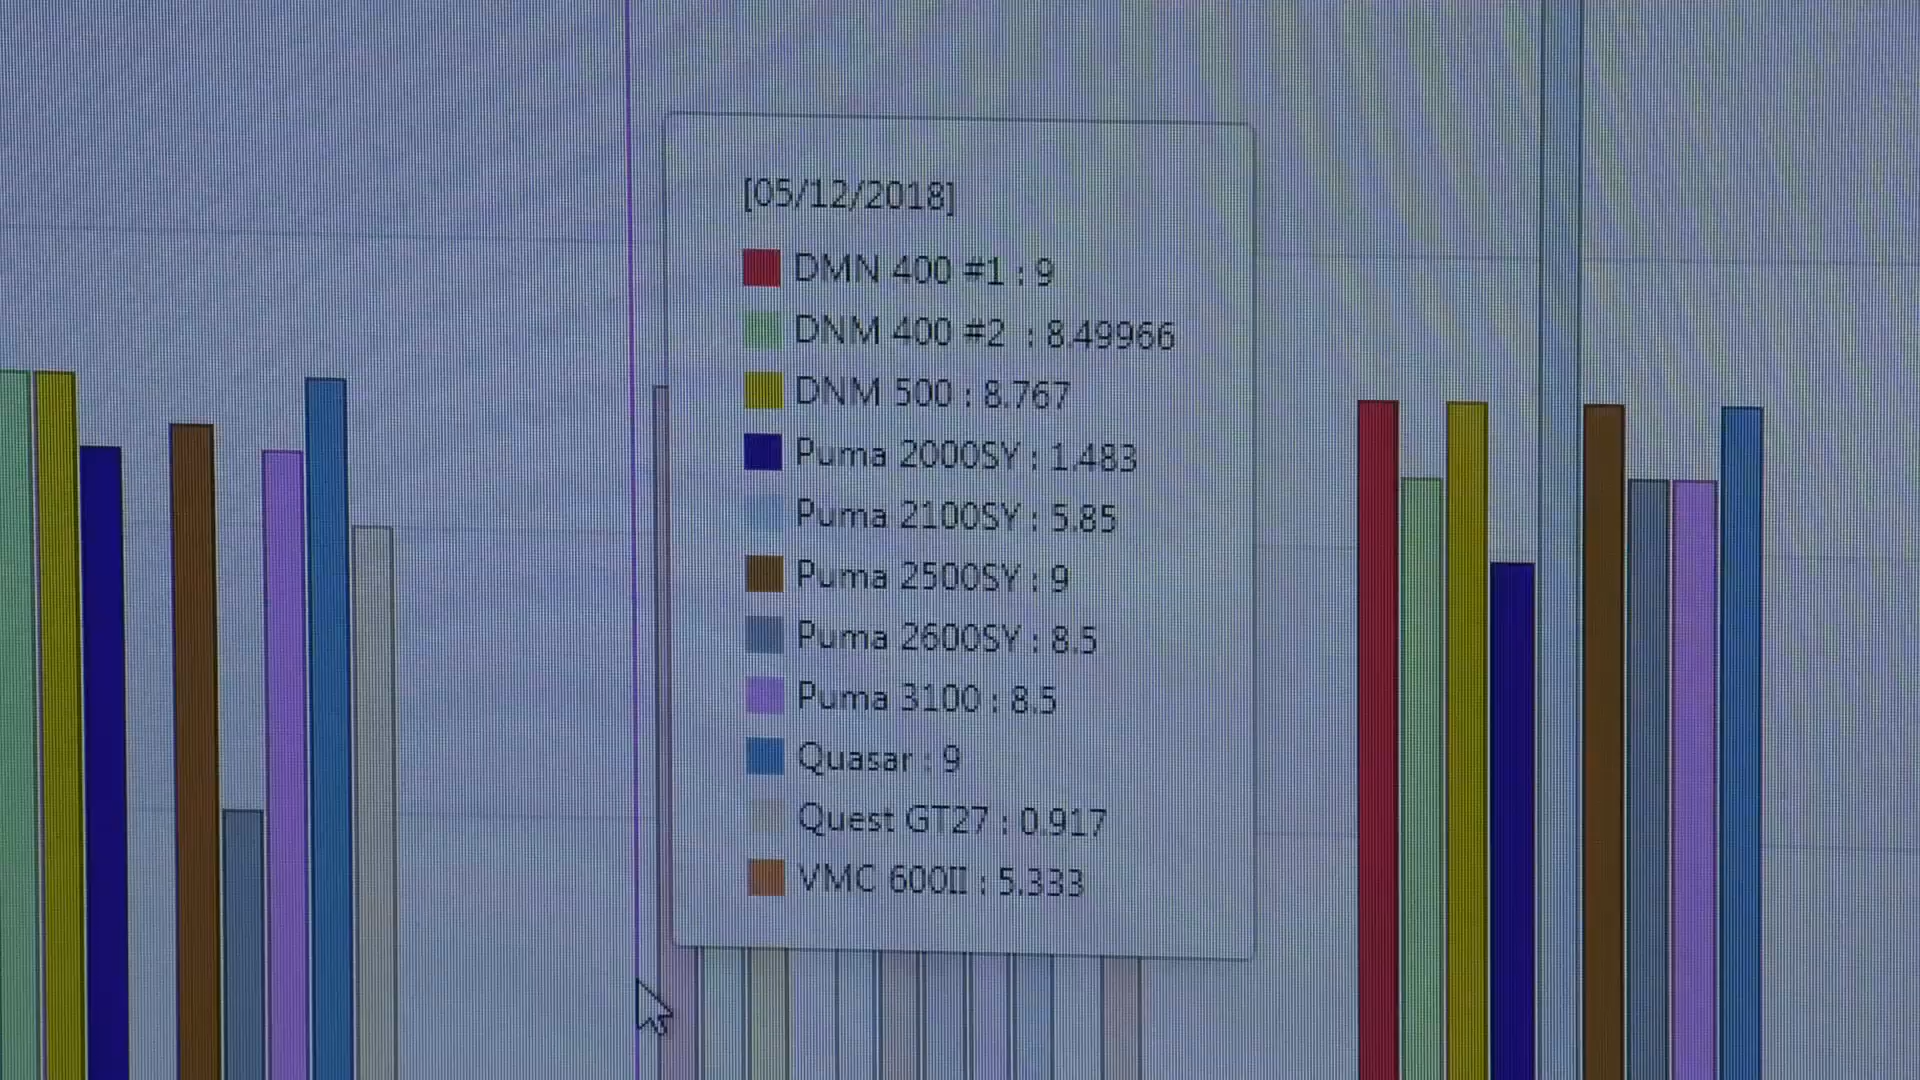 [05/12/2018]
DMN 400 #1 : 9
DNM 400 #2 : 8.49966
DNM 500 : 8.767
Puma 2000SY : 1.483
Puma 2100SY : 5.85
Puma 2500SY : 9
Puma 2600SY : 8.5
Puma 3100 : 8.5
Quasar : 9
Quest GT27 : 0.917
VMC 600II : 5.333